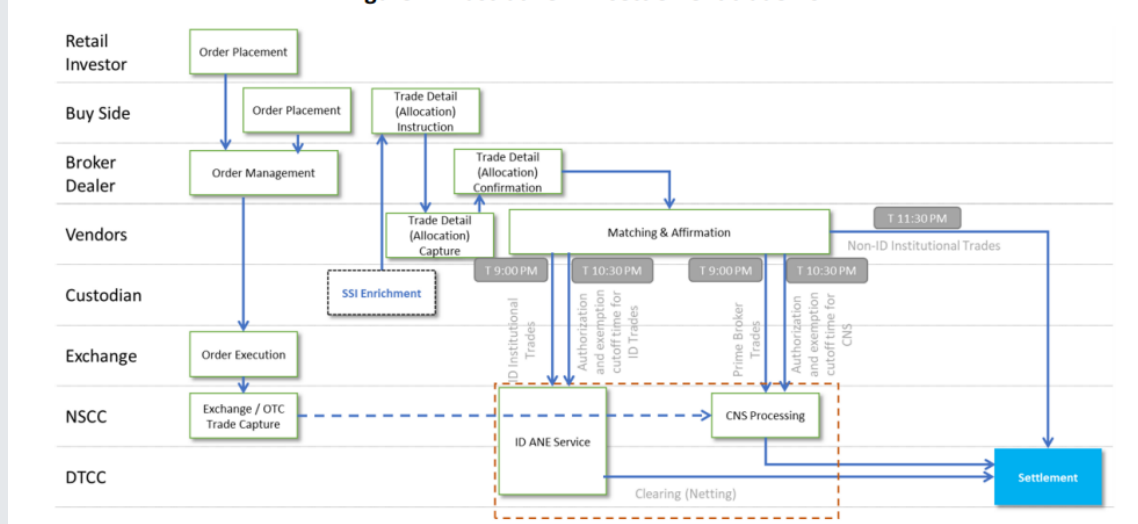 Retail
Investor
Order Placement
Buy Side
Order Placement
Trade Detail
(Allocation)
Instruction
Broker
Dealer
Order Management
Trade Detail
(Allocation)
Confirmation
Vendors
Trade Detail
(Allocation)
Capture
Matching & Affirmation
T 11:30 PM
Non-ID Institutional Trades
T 9:00 PM
T 10:30 PM
T 9:00 PM
T 10:30 PM
Custodian
SSI Enrichment
ID Institutional
Trades
Authorization
and exemption
cutoff time for
ID Trades
Prime Broker
Trades
Authorization
and exemption
cutoff time for
CNS
Exchange
Order Execution
NSCC
Exchange / OTC
Trade Capture
ID ANE Service
CNS Processing
DTCC
Clearing (Netting)
Settlement